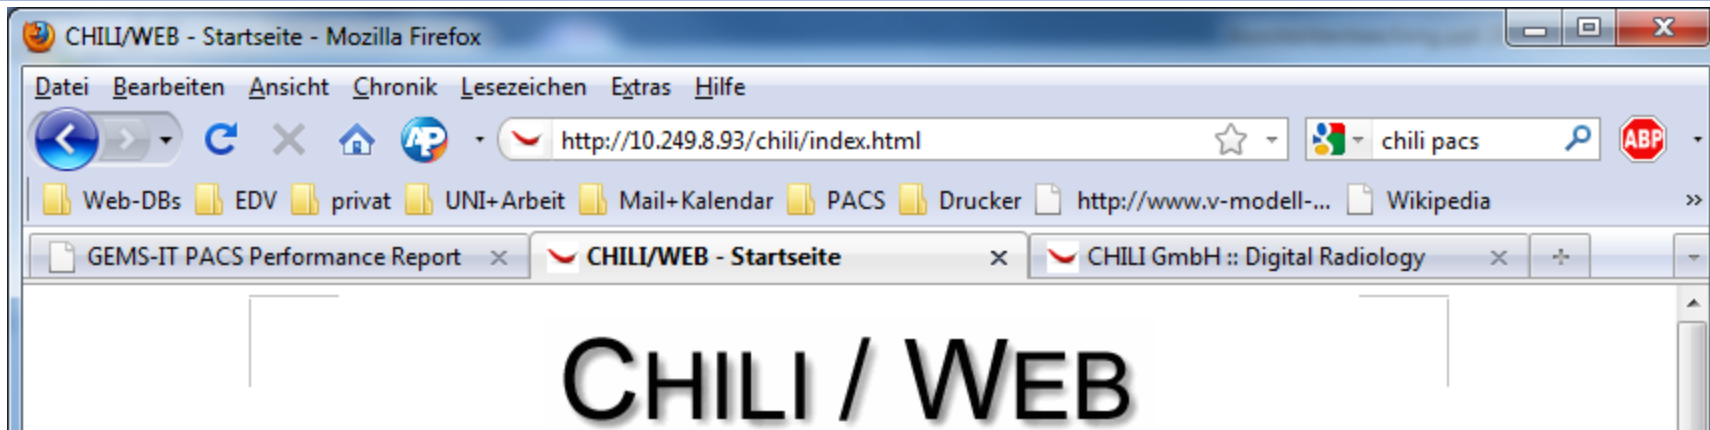 CHILI/WEB - Startseite - Mozilla Firefox
Datei Bearbeiten Ansicht Chronik Lesezeichen Extras Hilfe
http://10.249.8.93/chili/index.html chili pacs ABP
Web-DBs EDV privat UNI+Arbeit Mail+Kalendar PACS Drucker http://www.v-modell-... Wikipedia »
GEMS-IT PACS Performance Report CHILI/WEB - Startseite CHILI GmbH :: Digital Radiology
CHILI / WEB